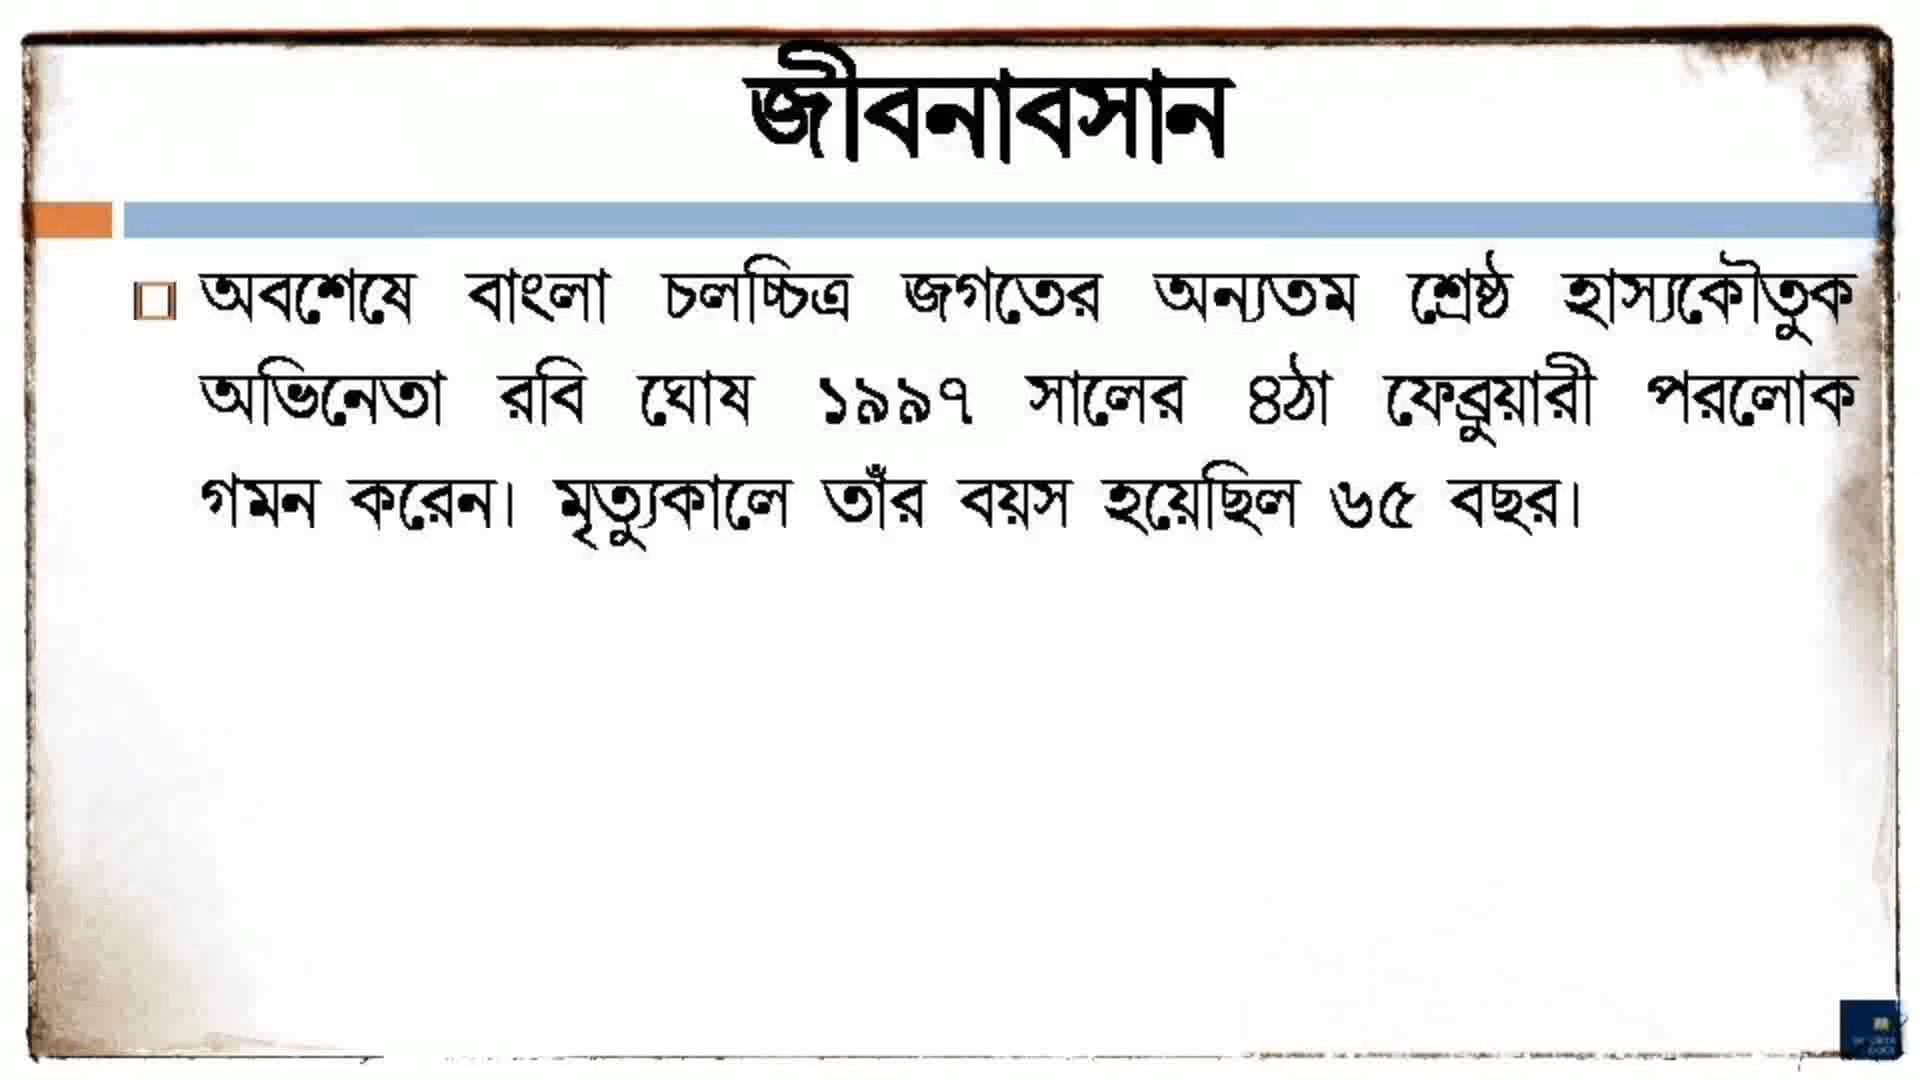 জীবনাবসান
অবশেষে বাংলা চলচ্চিত্র জগতের অন্যতম শ্রেষ্ঠ হাস্যকৌতুক
অভিনেতা রবি ঘোষ ১৯৯৭ সালের ৪ঠা ফেব্রুয়ারী পরলোক
গমন করেন। মৃত্যুকালে তাঁর বয়স হয়েছিল ৬৫ বছর।